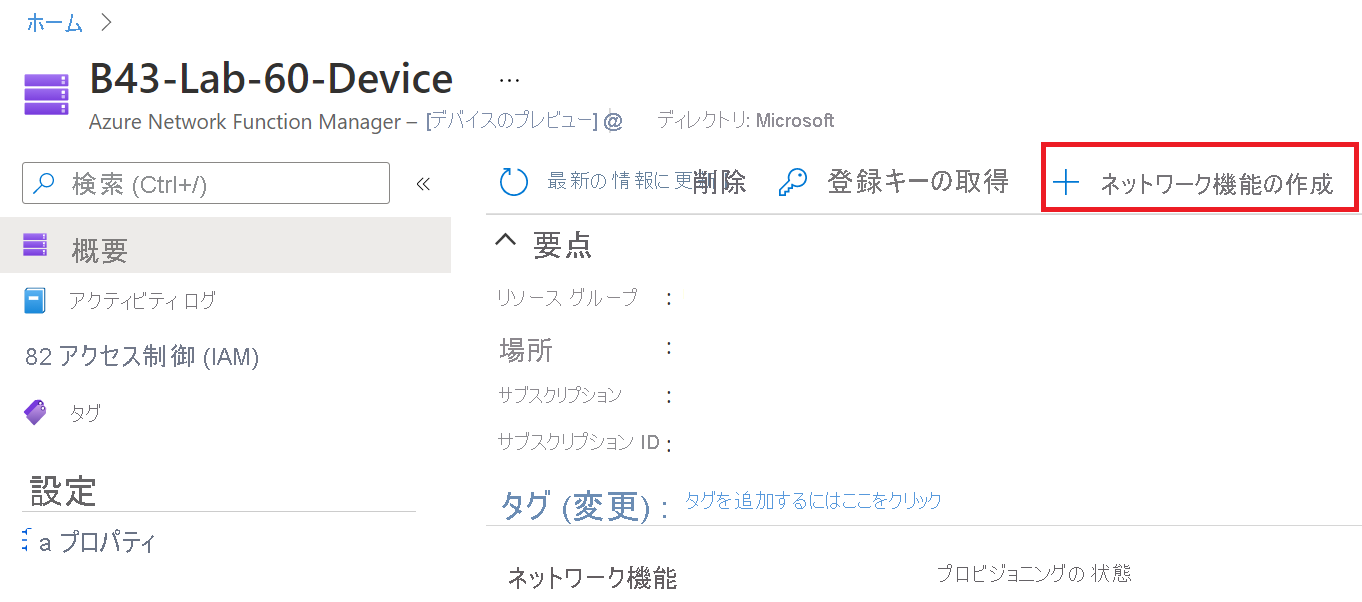 ホーム
B43-Lab-60-Device ...
Azure Network Function Manager – [デバイスのプレビュー] @ ディレクトリ: Microsoft
検索 (Ctrl+/) «
最新の情報に更 削除 登録キーの取得 + ネットワーク機能の作成
概要
アクティビティ ログ
82 アクセス制御 (IAM)
タグ
設定
a プロパティ
要点
リソース グループ :
場所 :
サブスクリプション :
サブスクリプション ID :
タグ (変更) : タグを追加するにはここをクリック
ネットワーク機能 プロビジョニングの 状態